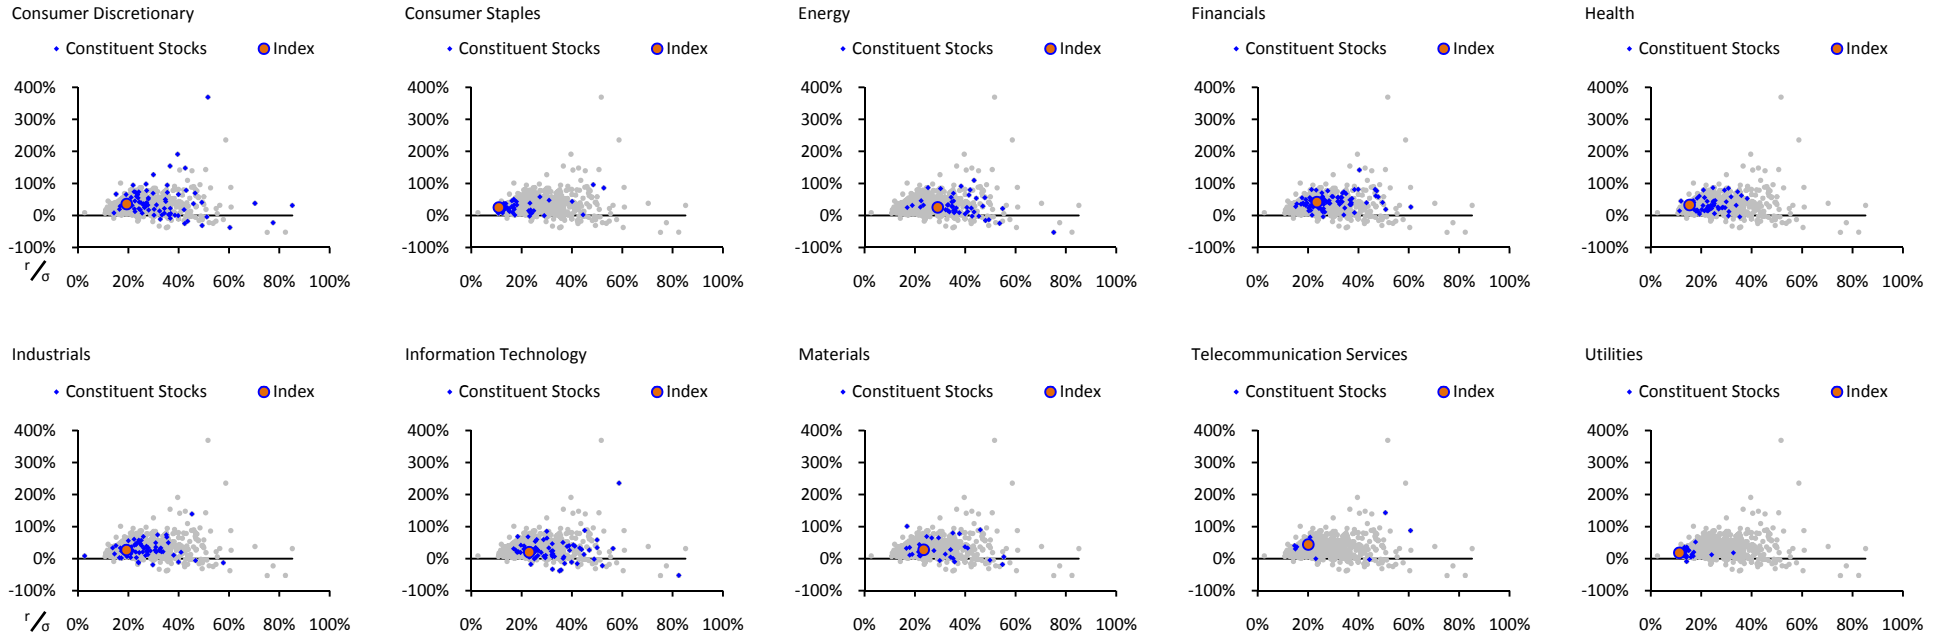 Consumer Discretionary
Constituent Stocks Index
400%
300%
200%
100%
0%
-100%
r/σ
0% 20% 40% 60% 80% 100%
Consumer Staples
Constituent Stocks Index
400%
300%
200%
100%
0%
-100%
0% 20% 40% 60% 80% 100%
Energy
Constituent Stocks Index
400%
300%
200%
100%
0%
-100%
0% 20% 40% 60% 80% 100%
Financials
Constituent Stocks Index
400%
300%
200%
100%
0%
-100%
0% 20% 40% 60% 80% 100%
Health
Constituent Stocks Index
400%
300%
200%
100%
0%
-100%
0% 20% 40% 60% 80% 100%
Industrials
Constituent Stocks Index
400%
300%
200%
100%
0%
-100%
r/σ
0% 20% 40% 60% 80% 100%
Information Technology
Constituent Stocks Index
400%
300%
200%
100%
0%
-100%
0% 20% 40% 60% 80% 100%
Materials
Constituent Stocks Index
400%
300%
200%
100%
0%
-100%
0% 20% 40% 60% 80% 100%
Telecommunication Services
Constituent Stocks Index
400%
300%
200%
100%
0%
-100%
0% 20% 40% 60% 80% 100%
Utilities
Constituent Stocks Index
400%
300%
200%
100%
0%
-100%
0% 20% 40% 60% 80% 100%